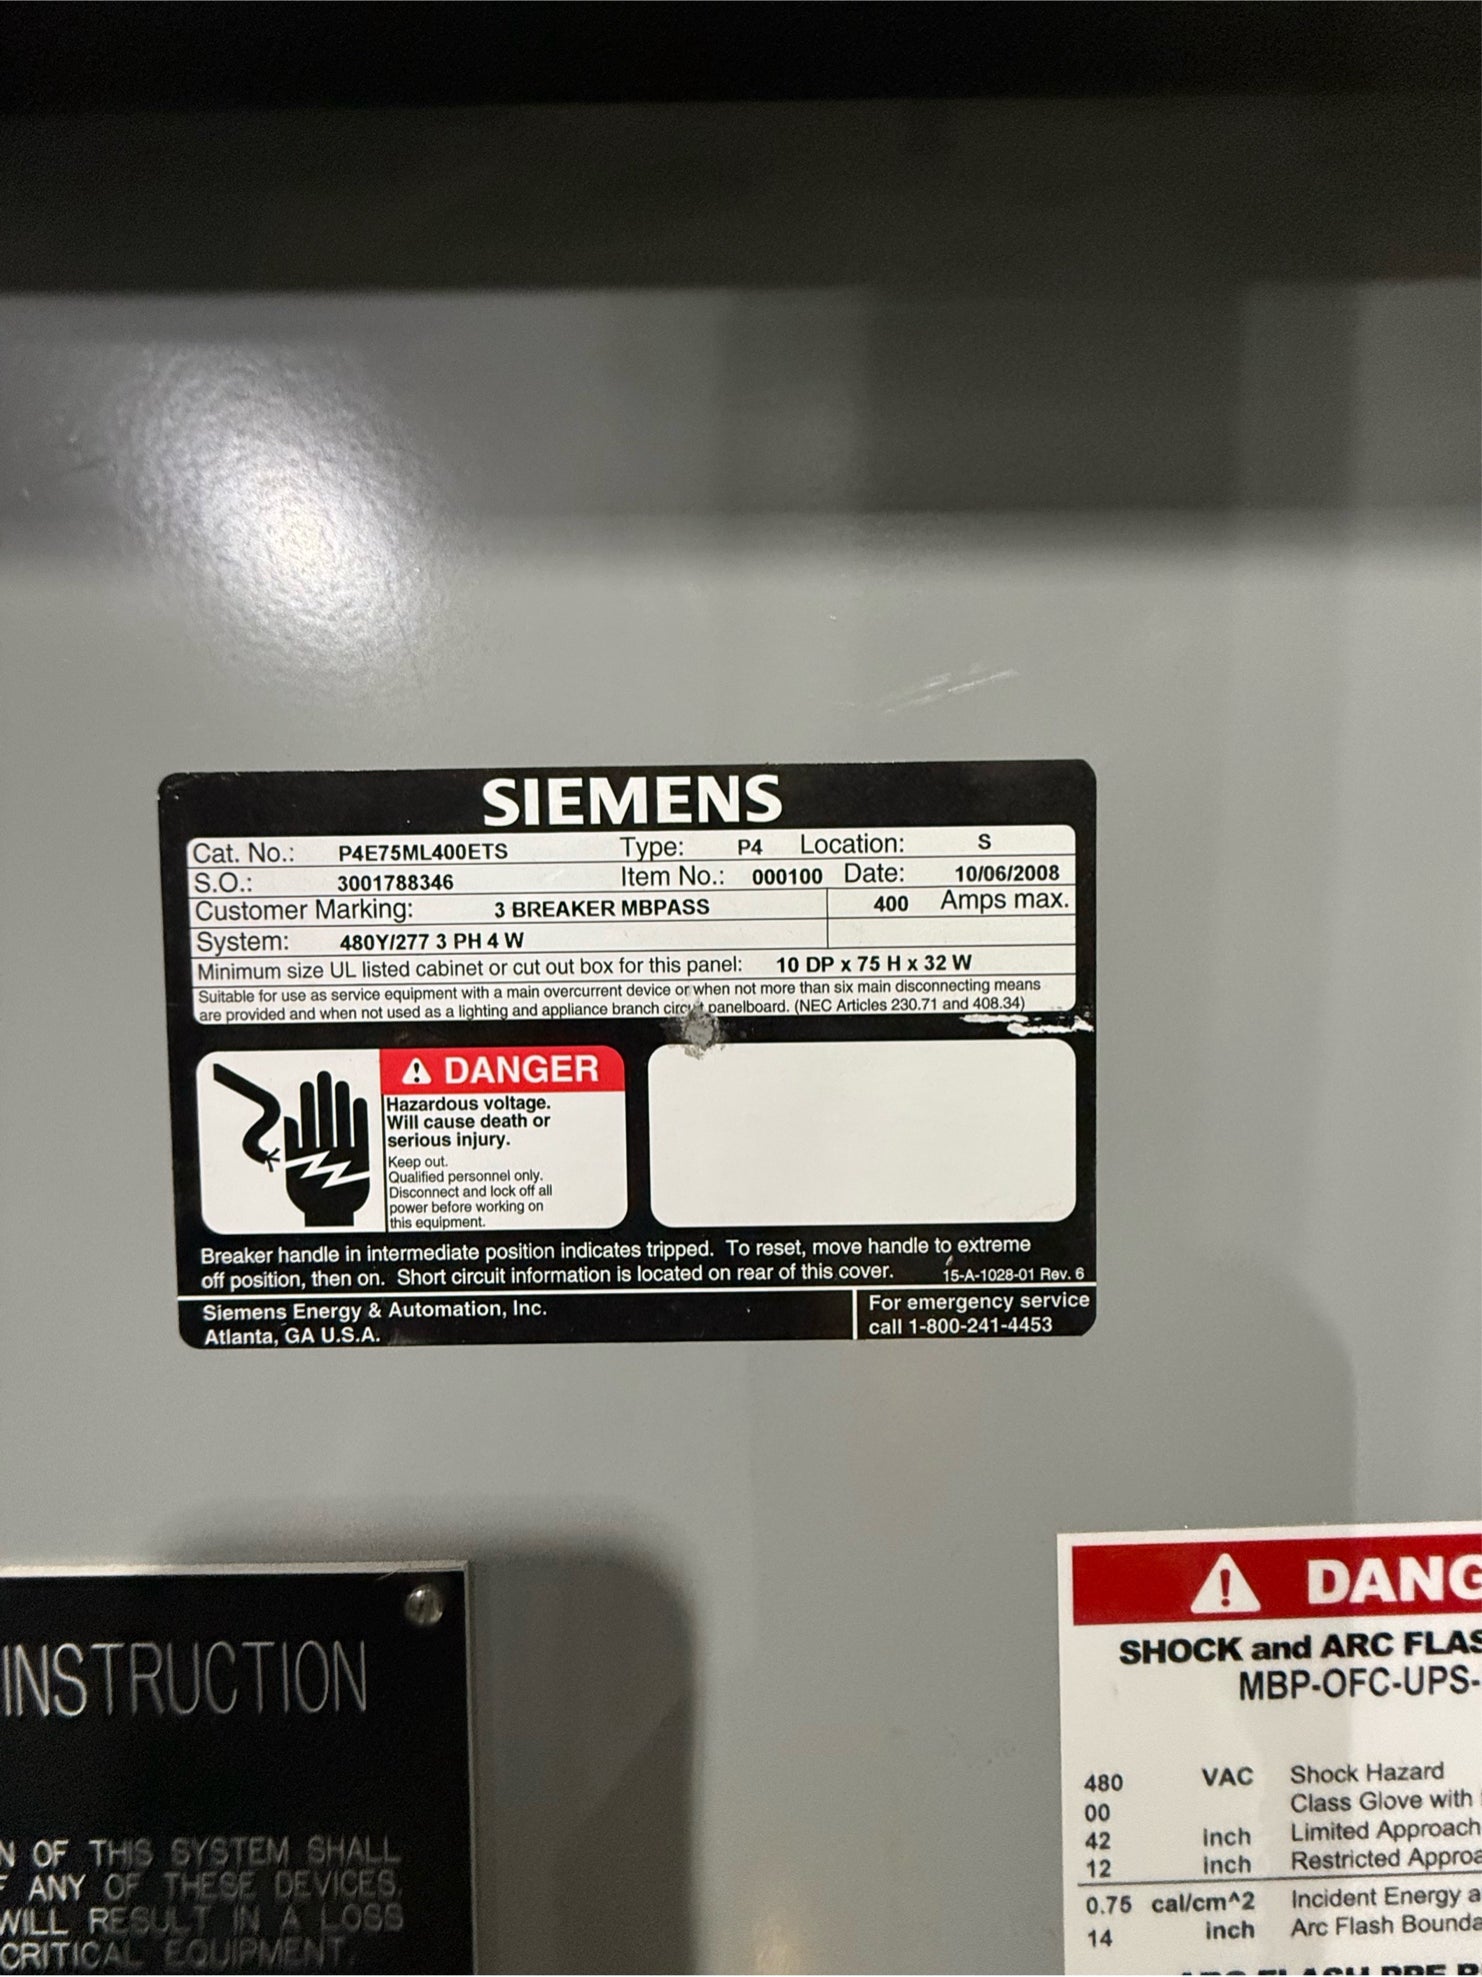 SIEMENS
Cat. No.: P4E75ML400ETS Type: P4 Location: S
S.O.: 3001788346 Item No.: 000100 Date: 10/06/2008
Customer Marking: 3 BREAKER MBPASS 400 Amps max.
System: 480Y/277 3 PH 4 W
Minimum size UL listed cabinet or cut out box for this panel: 10 DP x 75 H x 32 W
Suitable for use as service equipment with a main overcurrent device or when not more than six main disconnecting means
are provided and when not used as a lighting and appliance branch circuit panelboard. (NEC Articles 230.71 and 408.34)
DANGER
Hazardous voltage.
Will cause death or
serious injury.
Keep out.
Qualified personnel only.
Disconnect and lock off all
power before working on
this equipment.
Breaker handle in intermediate position indicates tripped. To reset, move handle to extreme
off position, then on. Short circuit information is located on rear of this cover. 15-A-1028-01 Rev. 6
Siemens Energy & Automation, Inc.
Atlanta, GA U.S.A.
For emergency service
call 1-800-241-4453
INSTRUCTION
N OF THIS SYSTEM SHALL
F ANY OF THESE DEVICES.
WILL RESULT IN A LOSS
CRITICAL EQUIPMENT.
DANG
SHOCK and ARC FLAS
MBP-OFC-UPS-
480 VAC Shock Hazard
00 Class Glove with
42 inch Limited Approach
12 inch Restricted Approa
0.75 cal/cm^2 Incident Energy a
14 inch Arc Flash Bounda